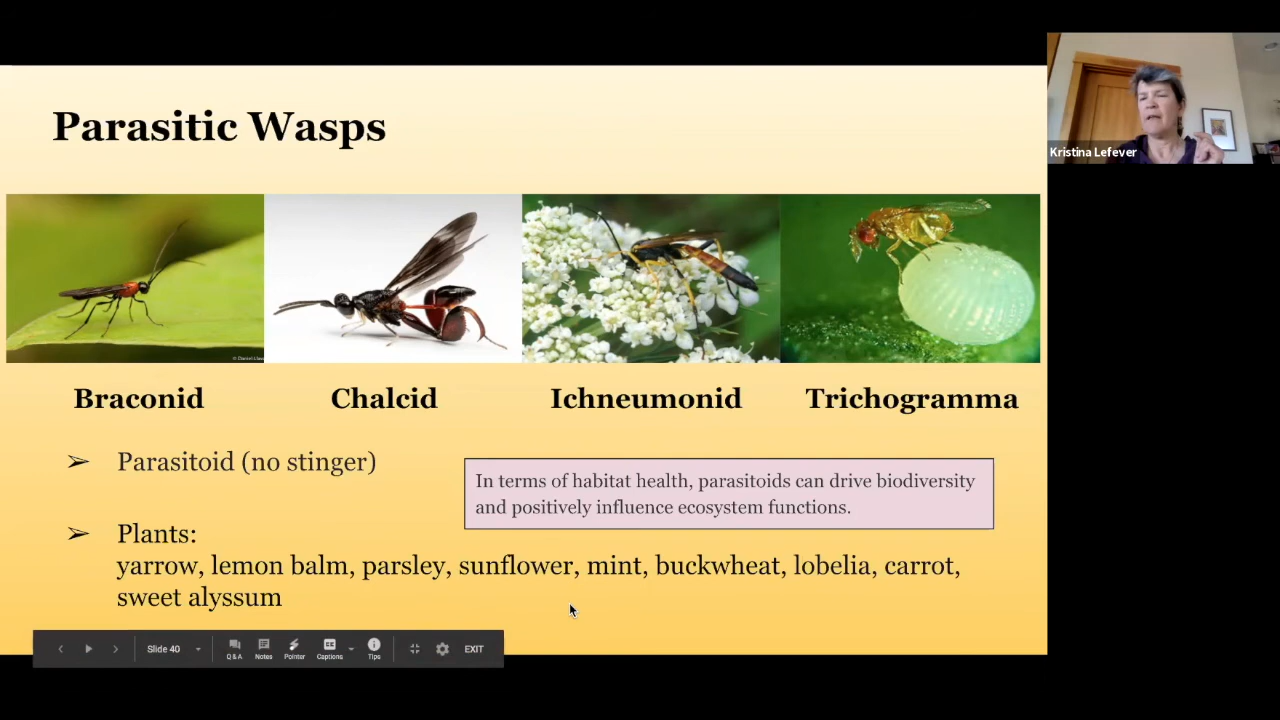 Parasitic Wasps
Kristina Lefever
Braconid
Chalcid
Ichneumonid
Trichogramma
➢ Parasitoid (no stinger)
In terms of habitat health, parasitoids can drive biodiversity
and positively influence ecosystem functions.
➢ Plants:
yarrow, lemon balm, parsley, sunflower, mint, buckwheat, lobelia, carrot,
sweet alyssum
Slide 40
Q & A
Notes
Pointer
CC
Captions
Tips
EXIT